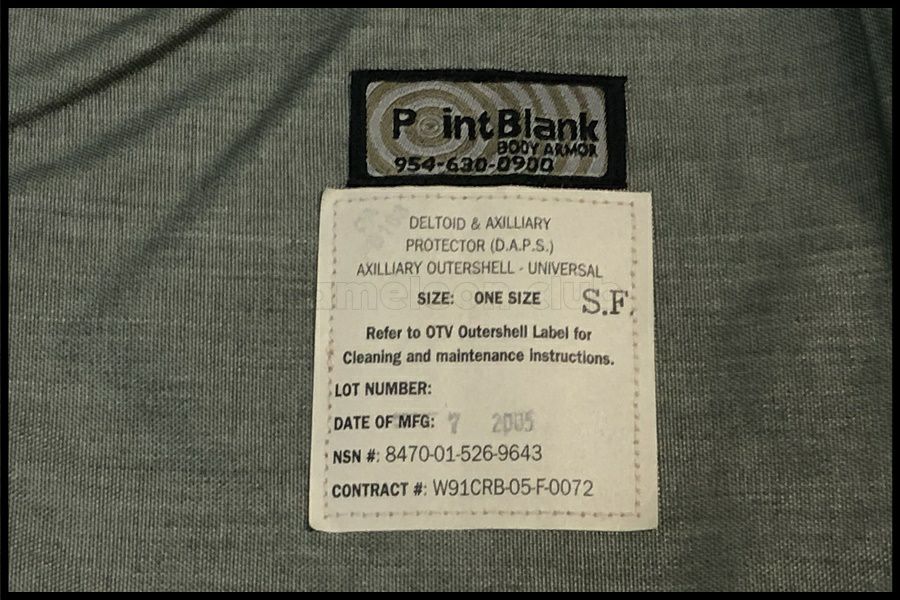 Point Blank
BODY ARMOR
954-630-0900
DELTOID & AXILLIARY
PROTECTOR (D.A.P.S.)
AXILLIARY OUTERSHELL - UNIVERSAL
SIZE: ONE SIZE
S.F.
Refer to OTV Outershell Label for
Cleaning and maintenance instructions.
LOT NUMBER:
DATE OF MFG: 7 2005
NSN #: 8470-01-526-9643
CONTRACT #: W91CRB-05-F-0072